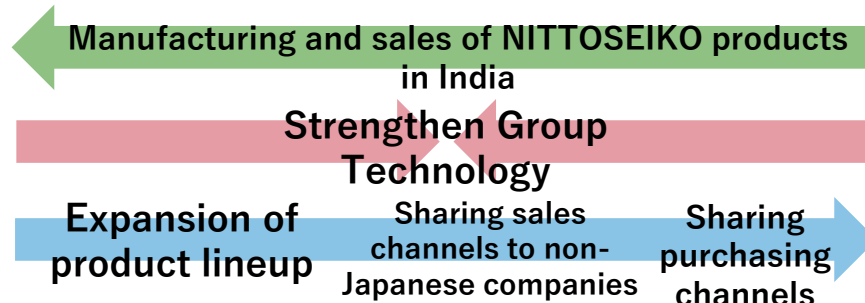 Manufacturing and sales of NITTOSEIKO products
in India
Strengthen Group
Technology
Expansion of
product lineup
Sharing sales
channels to non-
Japanese companies
Sharing
purchasing
channels